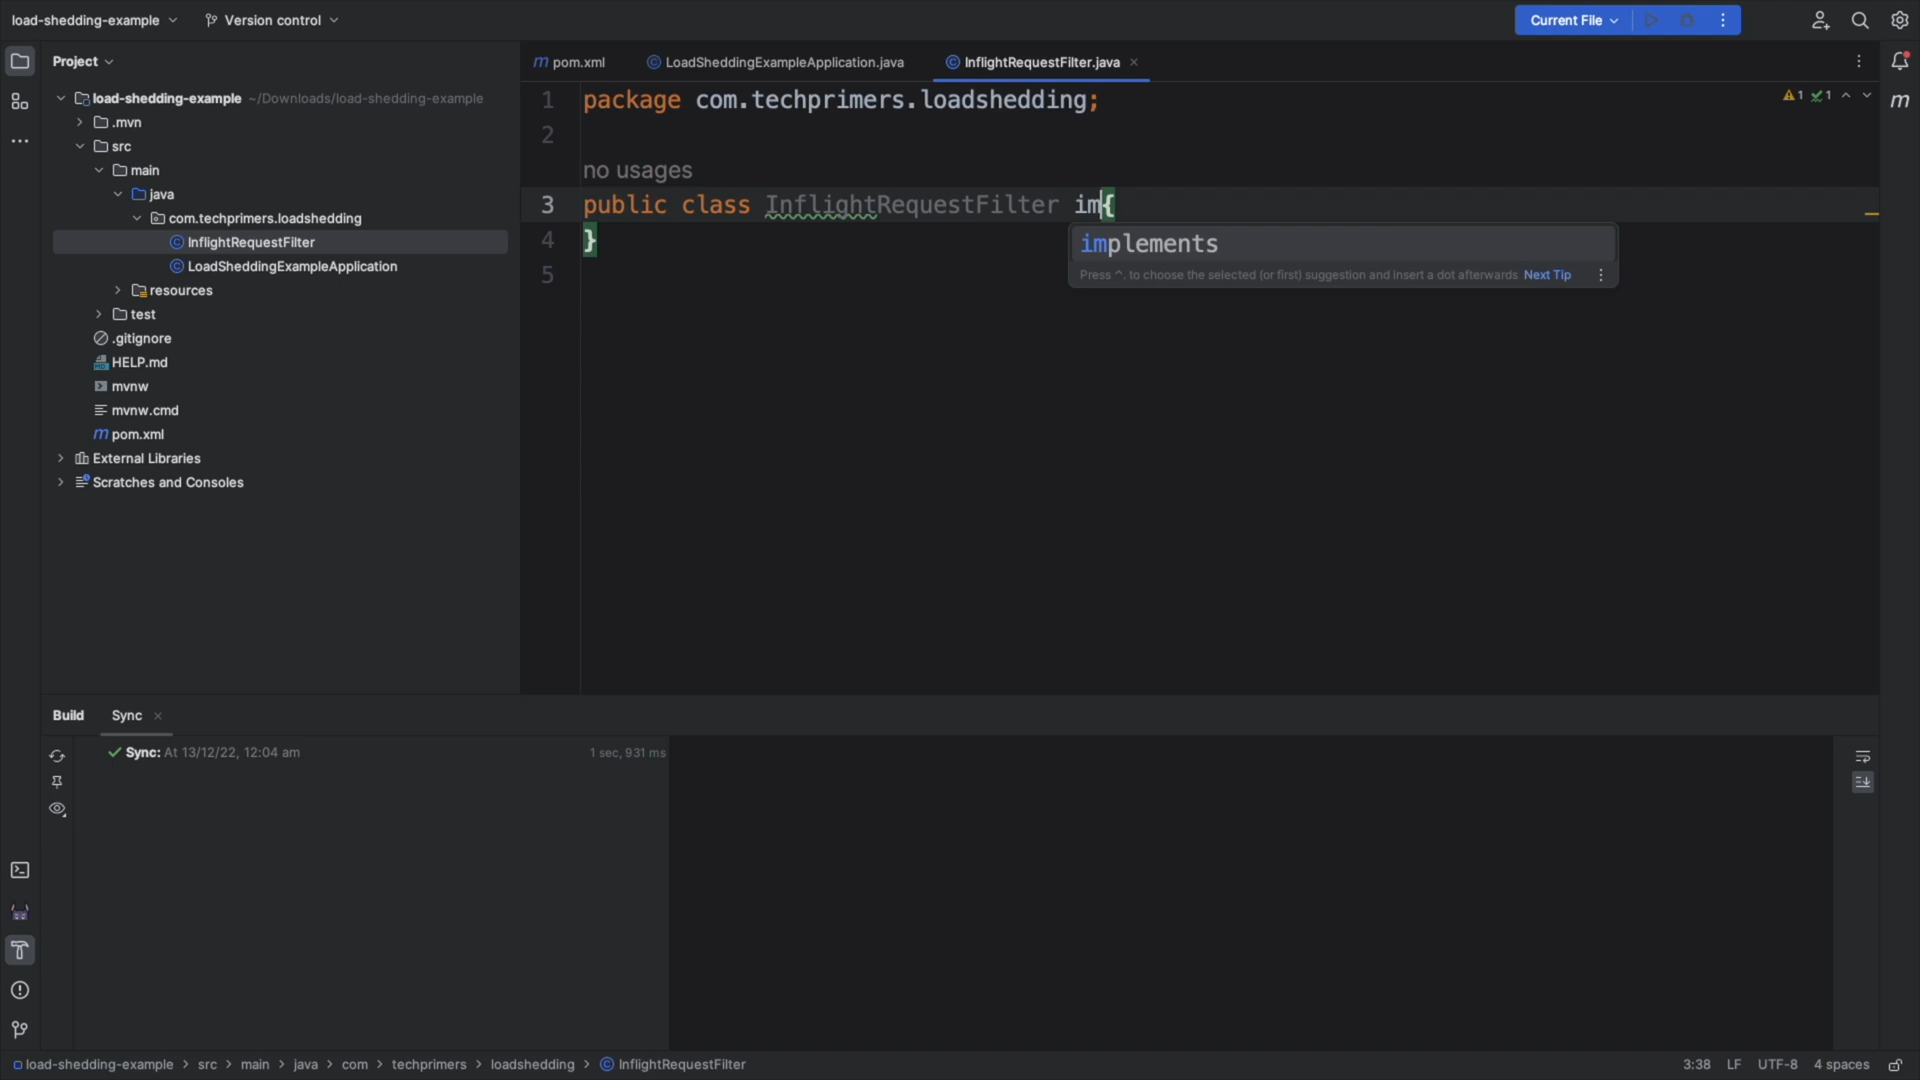 load-shedding-example
Version control
Current File
Project
pom.xml
LoadSheddingExampleApplication.java
InflightRequestFilter.java
load-shedding-example ~/Downloads/load-shedding-example
.mvn
src
main
java
com.techprimers.loadshedding
InflightRequestFilter
LoadSheddingExampleApplication
resources
test
.gitignore
HELP.md
mvnw
mvnw.cmd
pom.xml
External Libraries
Scratches and Consoles
1 package com.techprimers.loadshedding;
1 1
2
no usages
3 public class InflightRequestFilter im{
4 }
5
implements
Press ^. to choose the selected (or first) suggestion and insert a dot afterwards Next Tip
Build
Sync
Sync: At 13/12/22, 12:04 am 1 sec, 931 ms
load-shedding-example > src > main > java > com > techprimers > loadshedding > InflightRequestFilter
3:38 LF UTF-8 4 spaces